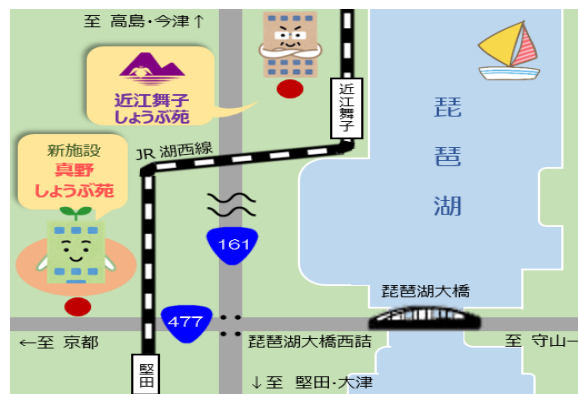 至 高島・今津↑
近江舞子
しょうぶ苑
近江舞子
琵琶湖
JR 湖西線
新施設
真野
しょうぶ苑
161
琵琶湖大橋
477
←至 京都
琵琶湖大橋西詰
至 守山→
堅田
↓至 堅田・大津